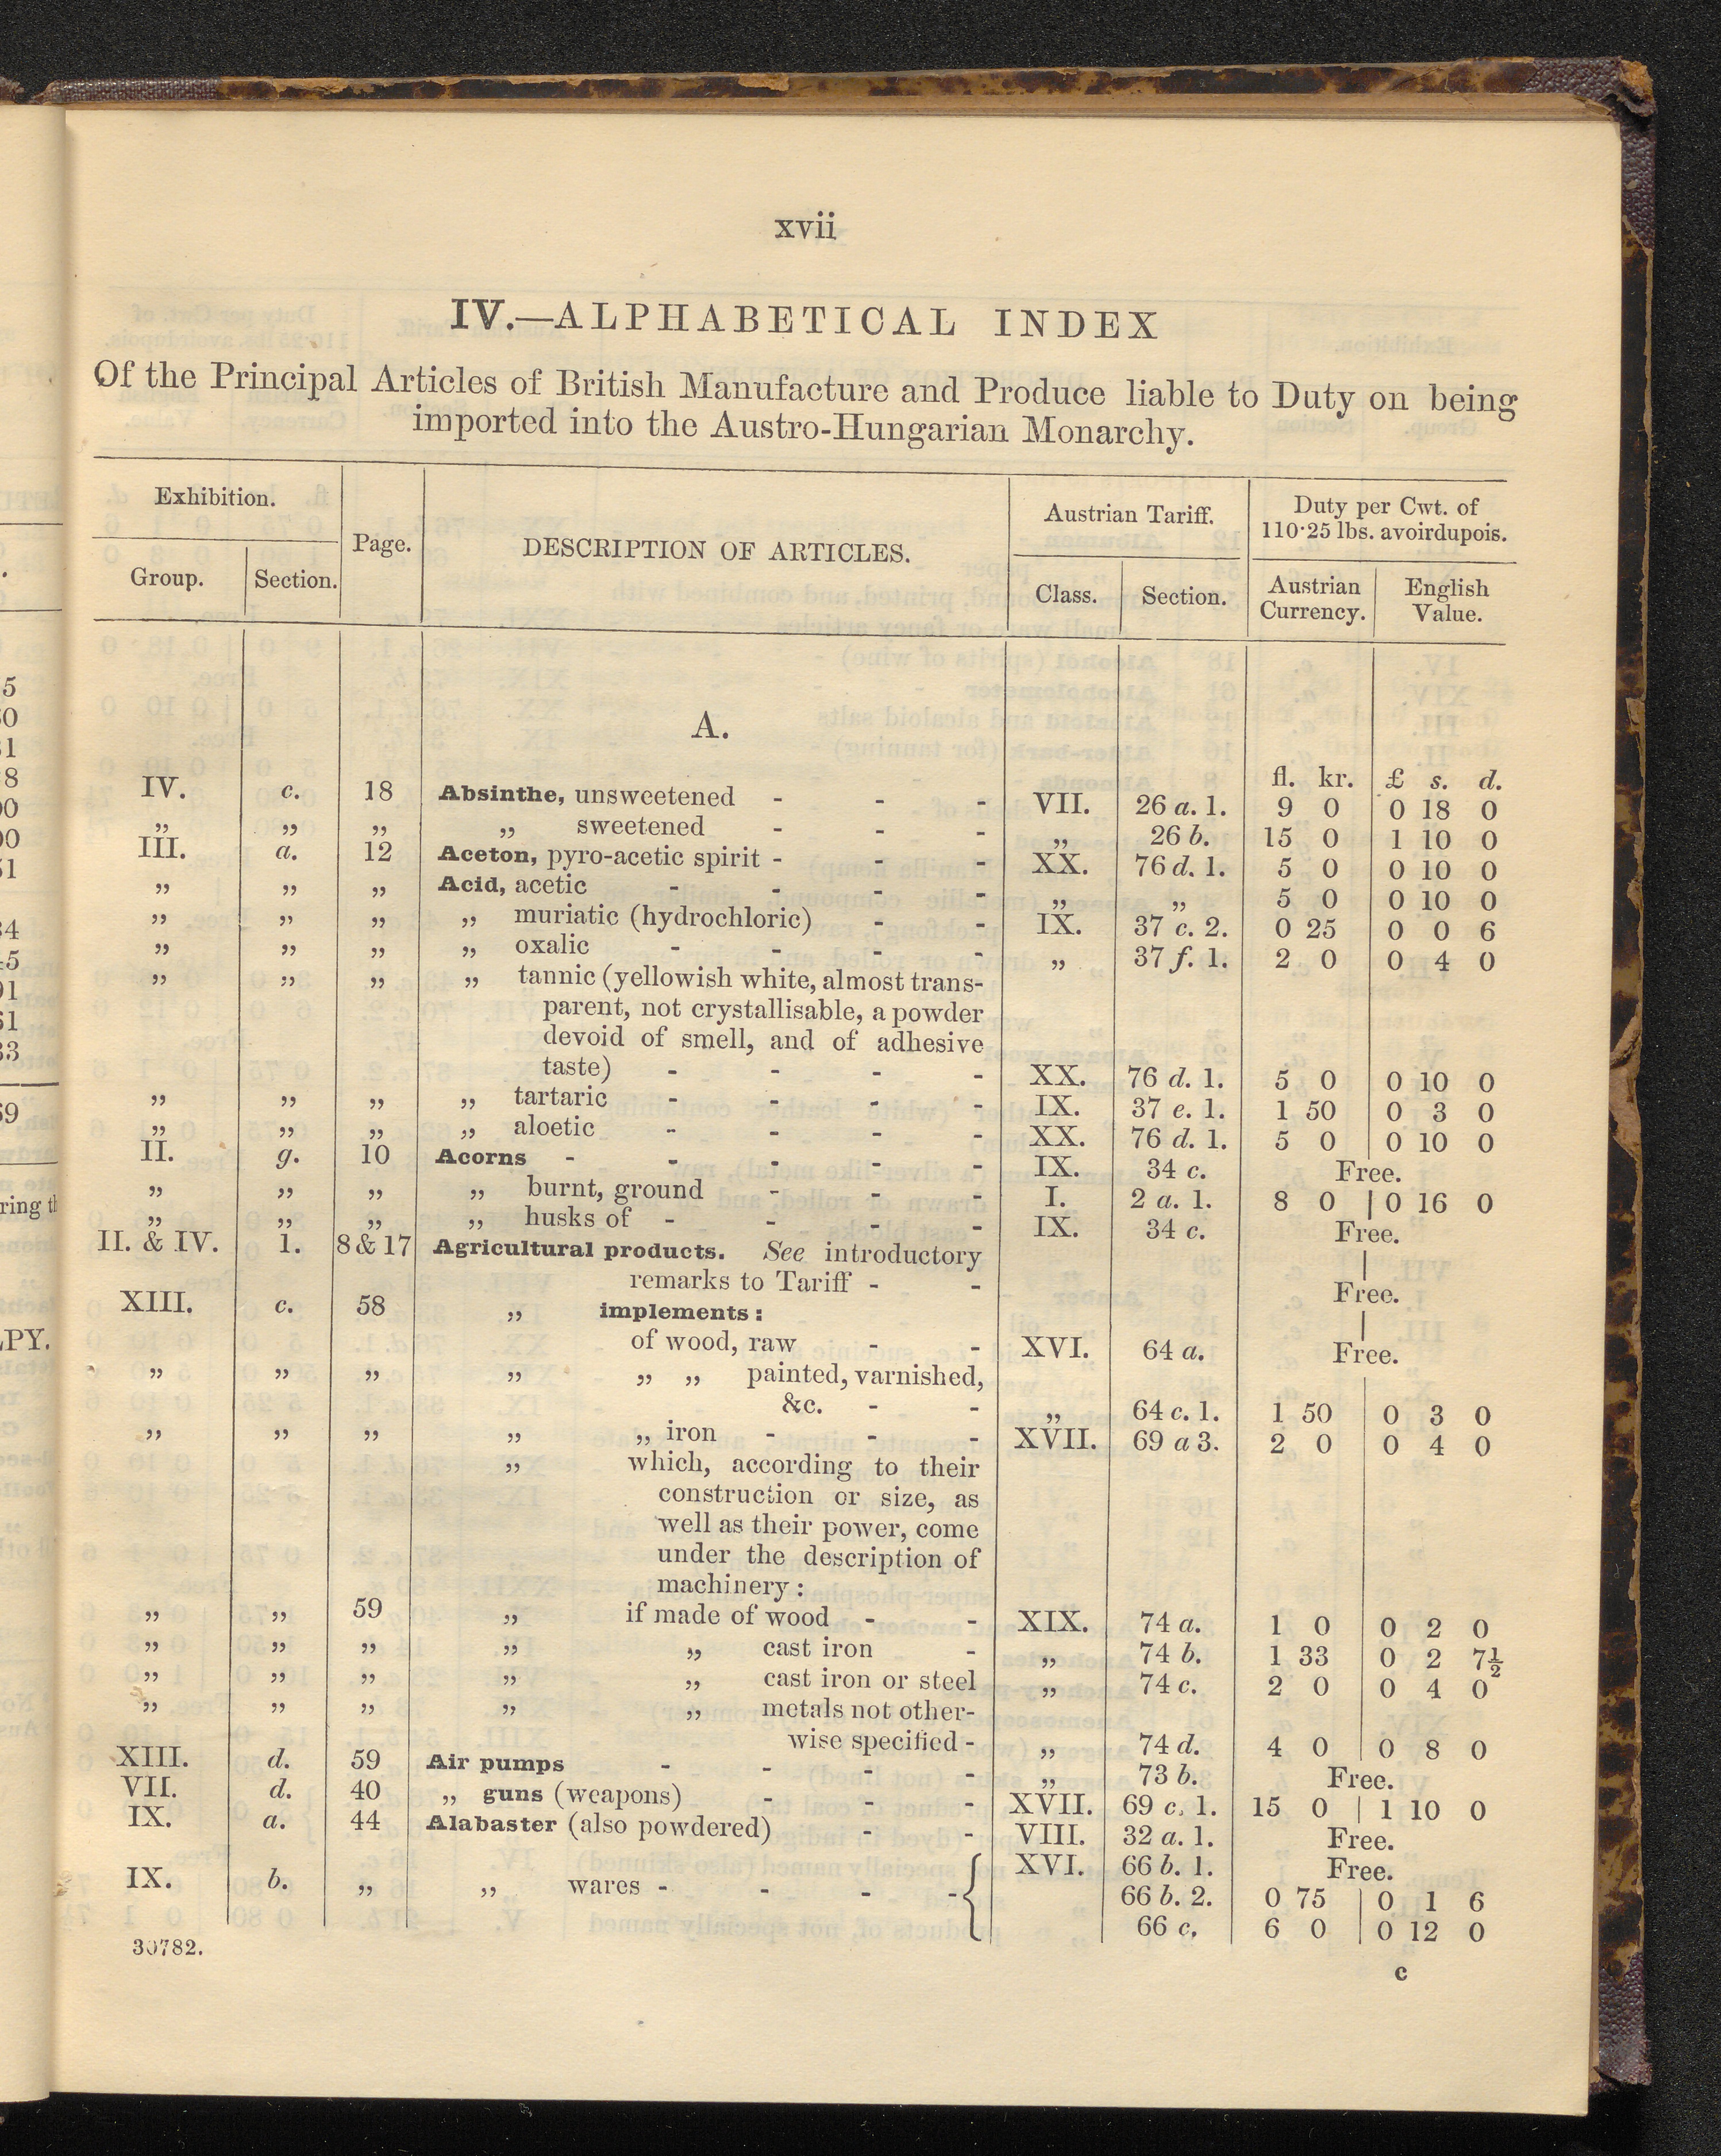 xvii
IV.—ALPHABETICAL INDEX
Of the Principal Articles of British Manufacture and Produce liable to Duty on being
imported into the Austro-Hungarian Monarchy.
Exhibition. Page. DESCRIPTION OF ARTICLES. Austrian Tariff. Duty per Cwt. of
110·25 lbs. avoirdupois.
Group. Section. Class. Section. Austrian
Currency. English
Value.
A.
fl. kr. £ s. d.
IV. c. 18 Absinthe, unsweetened - - - VII. 26 a. 1. 9 0 0 18 0
„ „ „ „ sweetened - - - „ 26 b. 15 0 1 10 0
III. a. 12 Aceton, pyro-acetic spirit - - - XX. 76 d. 1. 5 0 0 10 0
„ „ „ Acid, acetic - - - - „ „ 5 0 0 10 0
„ „ „ „ muriatic (hydrochloric) - - IX. 37 c. 2. 0 25 0 0 6
„ „ „ „ oxalic - - - - „ 37 f. 1. 2 0 0 4 0
„ „ „ „ tannic (yellowish white, almost trans-
parent, not crystallisable, a powder
devoid of smell, and of adhesive
taste) - - - - XX. 76 d. 1. 5 0 0 10 0
„ „ „ „ tartaric - - - - IX. 37 e. 1. 1 50 0 3 0
„ „ „ „ aloetic - - - - XX. 76 d. 1. 5 0 0 10 0
II. g. 10 Acorns - - - - - IX. 34 c. Free.
„ „ „ „ burnt, ground - - - I. 2 a. 1. 8 0 0 16 0
„ „ „ „ husks of - - - - IX. 34 c. Free.
II. & IV. 1. 8 & 17 Agricultural products. See introductory
remarks to Tariff - - Free.
XIII. c. 58 „ implements:
of wood, raw - - XVI. 64 a. Free.
„ „ „ „ „ „ painted, varnished,
&c. - - „ 64 c. 1. 1 50 0 3 0
„ „ „ „ „ iron - - - XVII. 69 a 3. 2 0 0 4 0
„ which, according to their
construction or size, as
well as their power, come
under the description of
machinery:
„ „ 59 „ if made of wood - - XIX. 74 a. 1 0 0 2 0
„ „ „ „ „ cast iron - „ 74 b. 1 33 0 2 7½
„ „ „ „ „ cast iron or steel „ 74 c. 2 0 0 4 0
„ „ „ „ „ metals not other-
wise specified - „ 74 d. 4 0 0 8 0
XIII. d. 59 Air pumps - - - - „ 73 b. Free.
VII. d. 40 „ guns (weapons) - - - XVII. 69 c. 1. 15 0 1 10 0
IX. a. 44 Alabaster (also powdered) - - VIII. 32 a. 1. Free.
XVI. 66 b. 1. Free.
IX. b. „ „ wares - - - - { 66 b. 2. 0 75 0 1 6
66 c. 6 0 0 12 0
30782.
c